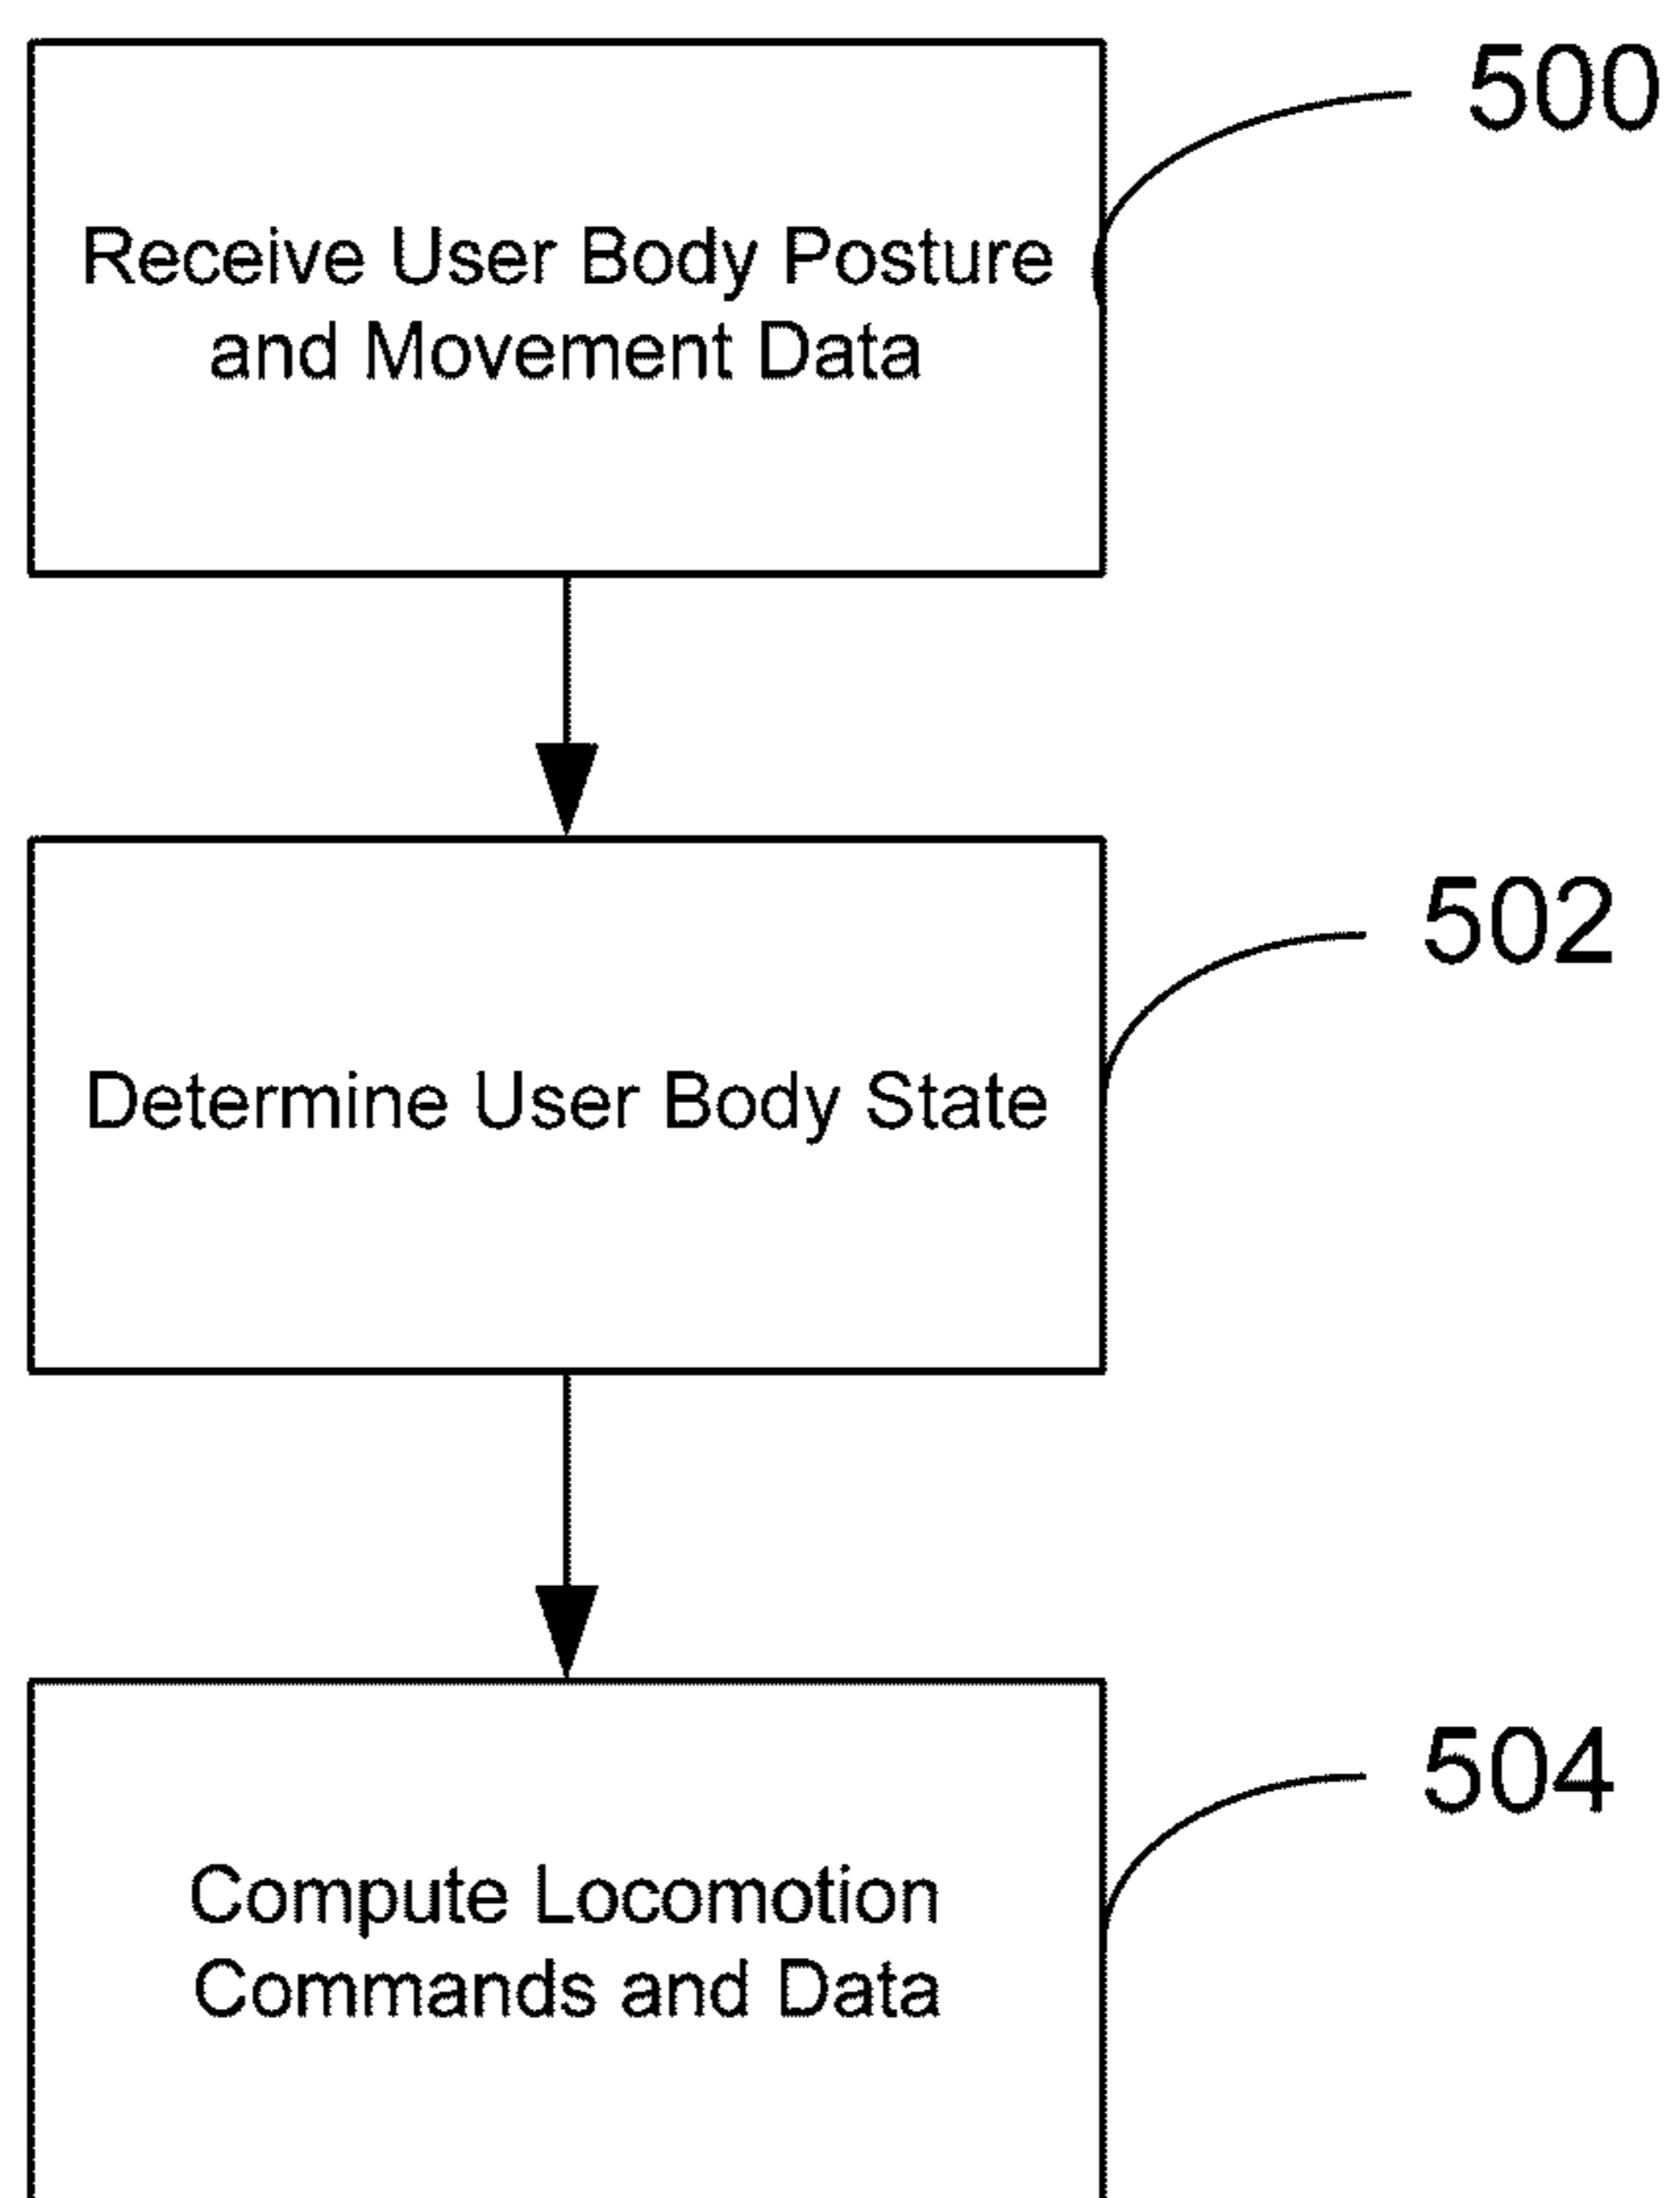 500
Receive User Body Posture
and Movement Data
502
Determine User Body State
504
Compute Locomotion
Commands and Data